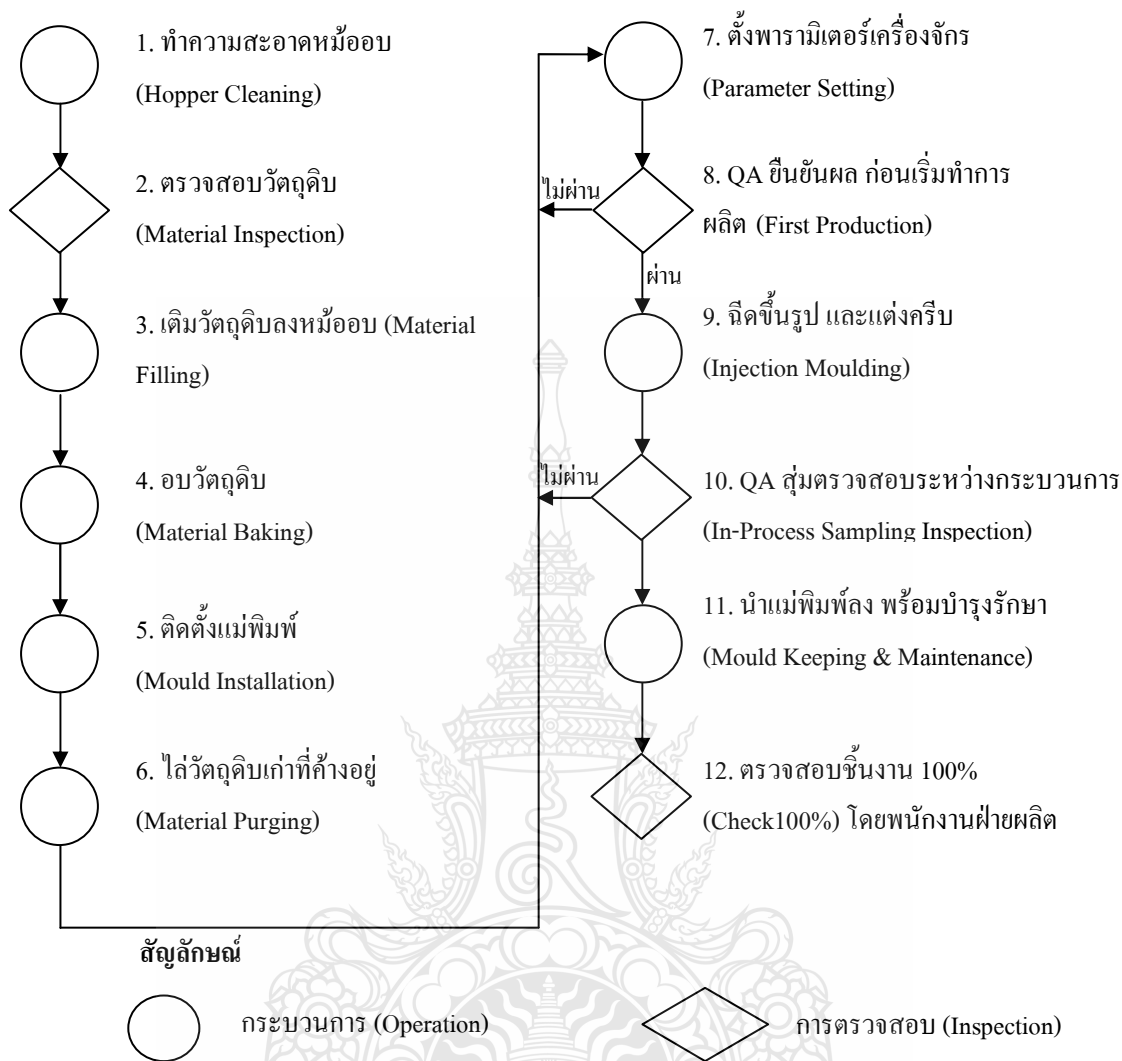 1. ทำความสะอาดหม้ออบ
(Hopper Cleaning)
2. ตรวจสอบวัตถุดิบ
(Material Inspection)
3. เติมวัตถุดิบลงหม้ออบ (Material
Filling)
4. อบวัตถุดิบ
(Material Baking)
5. ติดตั้งแม่พิมพ์
(Mould Installation)
6. ไล่วัตถุดิบเก่าที่ค้างอยู่
(Material Purging)
7. ตั้งพารามิเตอร์เครื่องจักร
(Parameter Setting)
ไม่ผ่าน
8. QA ยืนยันผล ก่อนเริ่มทำการ
ผลิต (First Production)
ผ่าน
9. ฉีดขึ้นรูป และแต่งครีบ
(Injection Moulding)
ไม่ผ่าน
10. QA สุ่มตรวจสอบระหว่างกระบวนการ
(In-Process Sampling Inspection)
11. นำแม่พิมพ์ลง พร้อมบำรุงรักษา
(Mould Keeping & Maintenance)
12. ตรวจสอบชิ้นงาน 100%
(Check100%) โดยพนักงานฝ่ายผลิต
สัญลักษณ์
กระบวนการ (Operation)
การตรวจสอบ (Inspection)